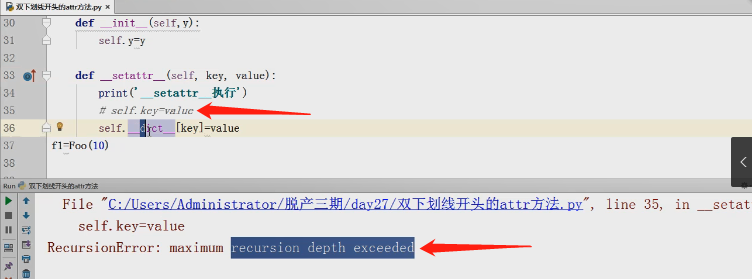 双下划线开头的attr方法.py ×
30 def __init__(self,y):
31 self.y=y
32
33 def __setattr__(self, key, value):
34 print('__setattr__执行')
35 # self.key=value
36 self.__dict__[key]=value
37 f1=Foo(10)
38
Run 双下划线开头的attr方法
File "C:/Users/Administrator/脱产三期/day27/双下划线开头的attr方法.py", line 35, in __setat
self.key=value
RecursionError: maximum recursion depth exceeded